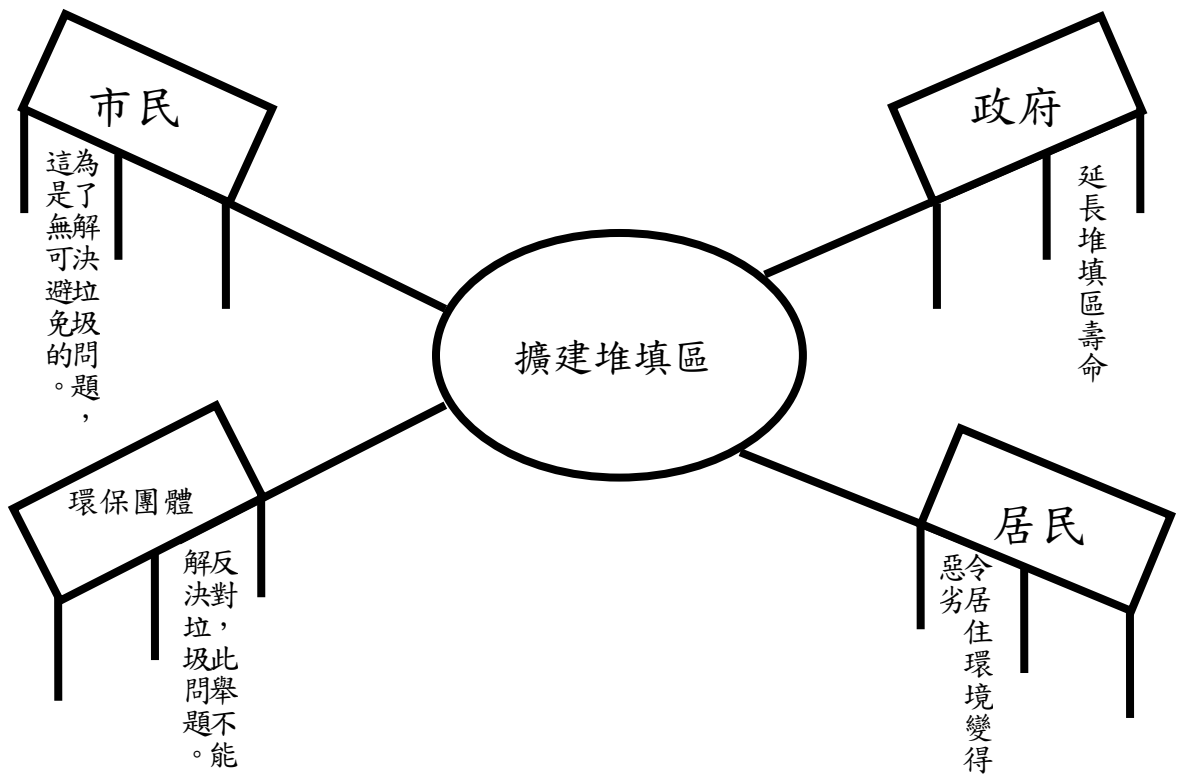 市民
為了解決垃圾問題，
這是無可避免的。
政府
延長堆填區壽命
擴建堆填區
環保團體
反對，此舉不能
解決垃圾問題。
居民
令居住環境變得
惡劣